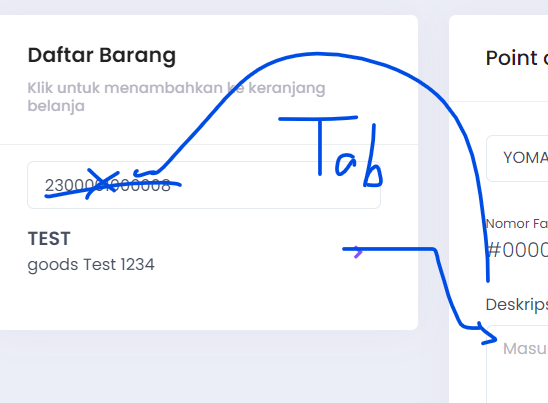 Daftar Barang
Klik untuk menambahkan ke keranjang
belanja
Tab
TEST
goods Test 1234
Point
YOMA
Nomor Fa
#0000
Deskrips
Masu